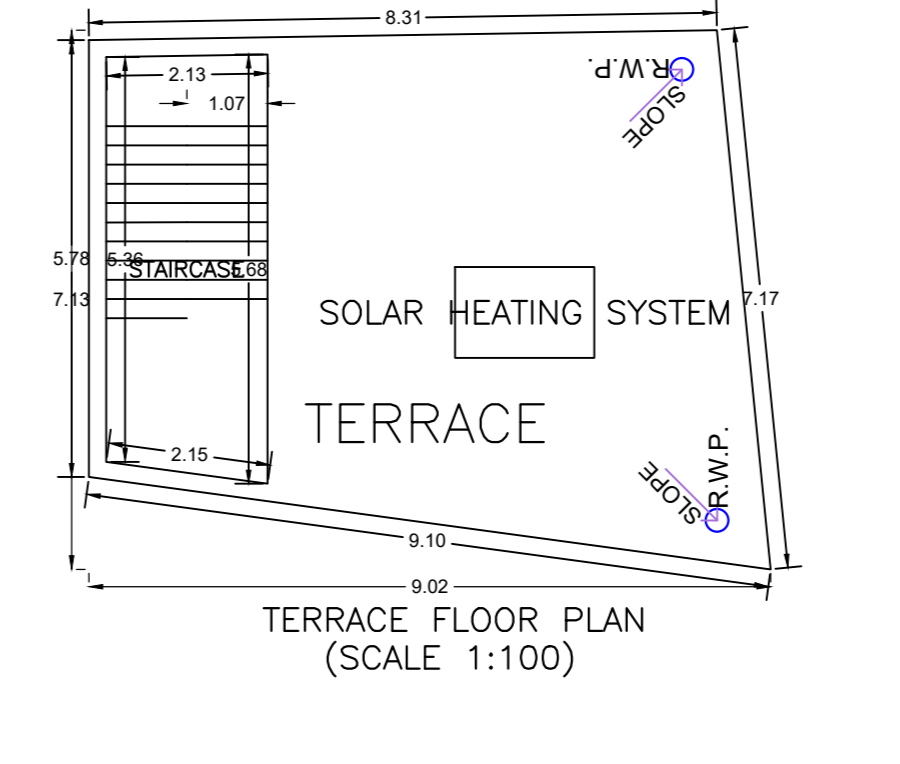 8.31
2.13
R.W.P.
1.07
SLOPE
5.78
5.36
STAIRCASE
5.68
7.13
7.17
SOLAR HEATING SYSTEM
TERRACE
2.15
R.W.P.
SLOPE
9.10
9.02
TERRACE FLOOR PLAN
(SCALE 1:100)